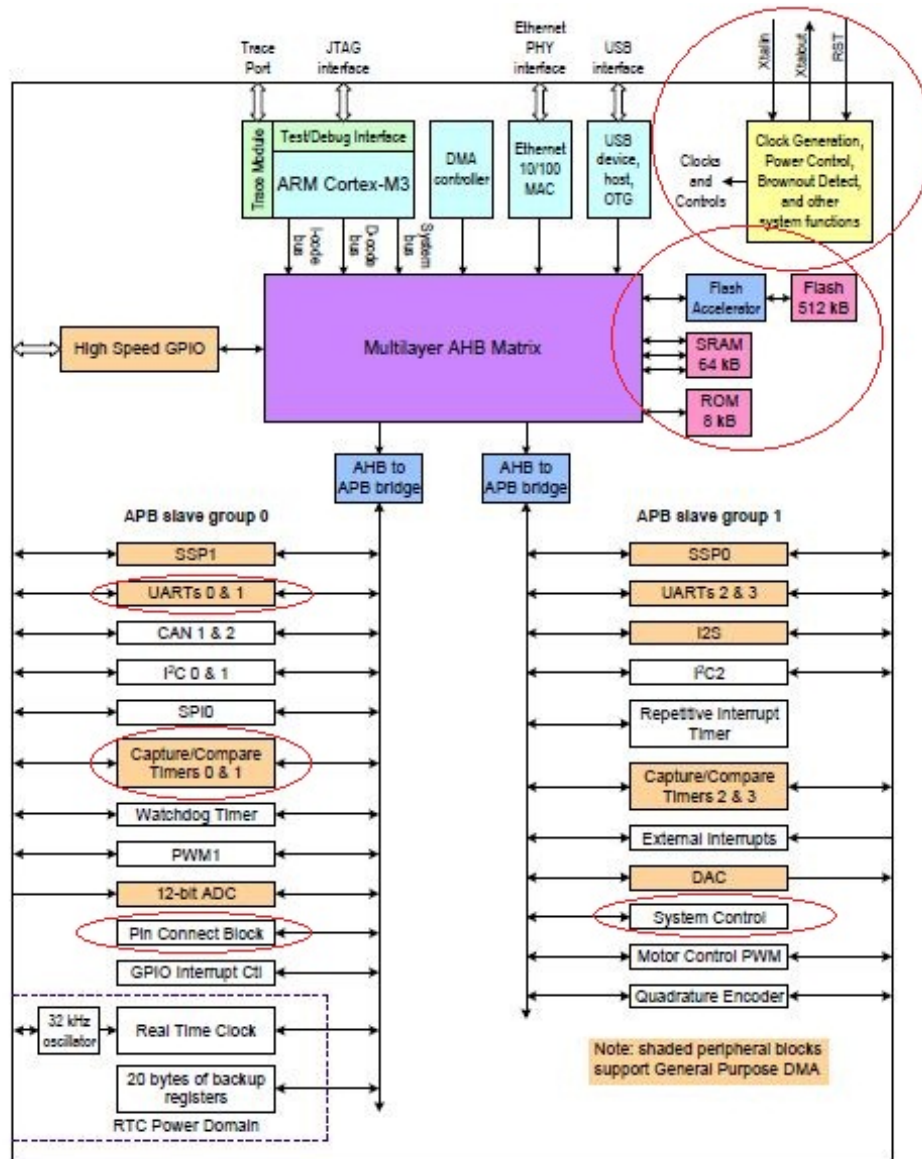 Trace
Port
JTAG
interface
Ethernet
PHY
interface
USB
interface
Xtalin
Xtalout
RST
Trace Module
Test/Debug Interface
ARM Cortex-M3
DMA
controller
Ethernet
10/100
MAC
USB
device,
host,
OTG
Clocks
and
Controls
Clock Generation,
Power Control,
Brownout Detect,
and other
system functions
I-code
bus
D-code
bus
System
bus
Multilayer AHB Matrix
High Speed GPIO
Flash
Accelerator
Flash
512 kB
SRAM
64 kB
ROM
8 kB
AHB to
APB bridge
AHB to
APB bridge
APB slave group 0
SSP1
UARTs 0 & 1
CAN 1 & 2
I²C 0 & 1
SPI0
Capture/Compare
Timers 0 & 1
Watchdog Timer
PWM1
12-bit ADC
Pin Connect Block
GPIO Interrupt Ctl
32 kHz
oscillator
Real Time Clock
20 bytes of backup
registers
RTC Power Domain
APB slave group 1
SSP0
UARTs 2 & 3
I2S
I²C2
Repetitive Interrupt
Timer
Capture/Compare
Timers 2 & 3
External Interrupts
DAC
System Control
Motor Control PWM
Quadrature Encoder
Note: shaded peripheral blocks
support General Purpose DMA